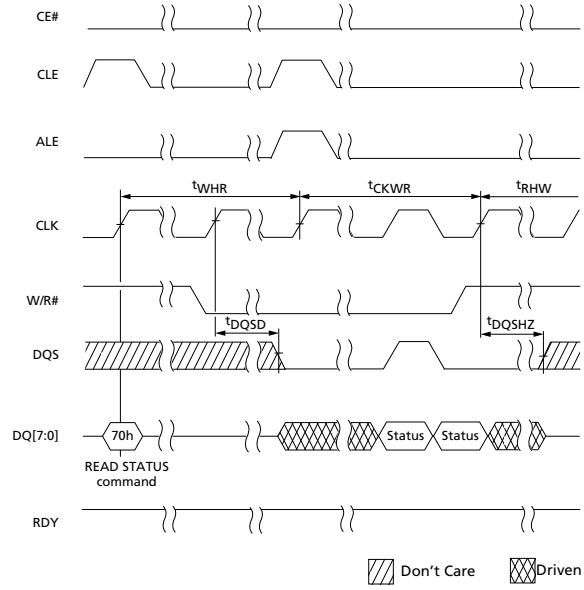 CE#
CLE
ALE
tWHR tCKWR tRHW
CLK
W/R#
tDQSD tDQSHZ
DQS
DQ[7:0] 70h Status Status
READ STATUS
command
RDY
Don't Care Driven